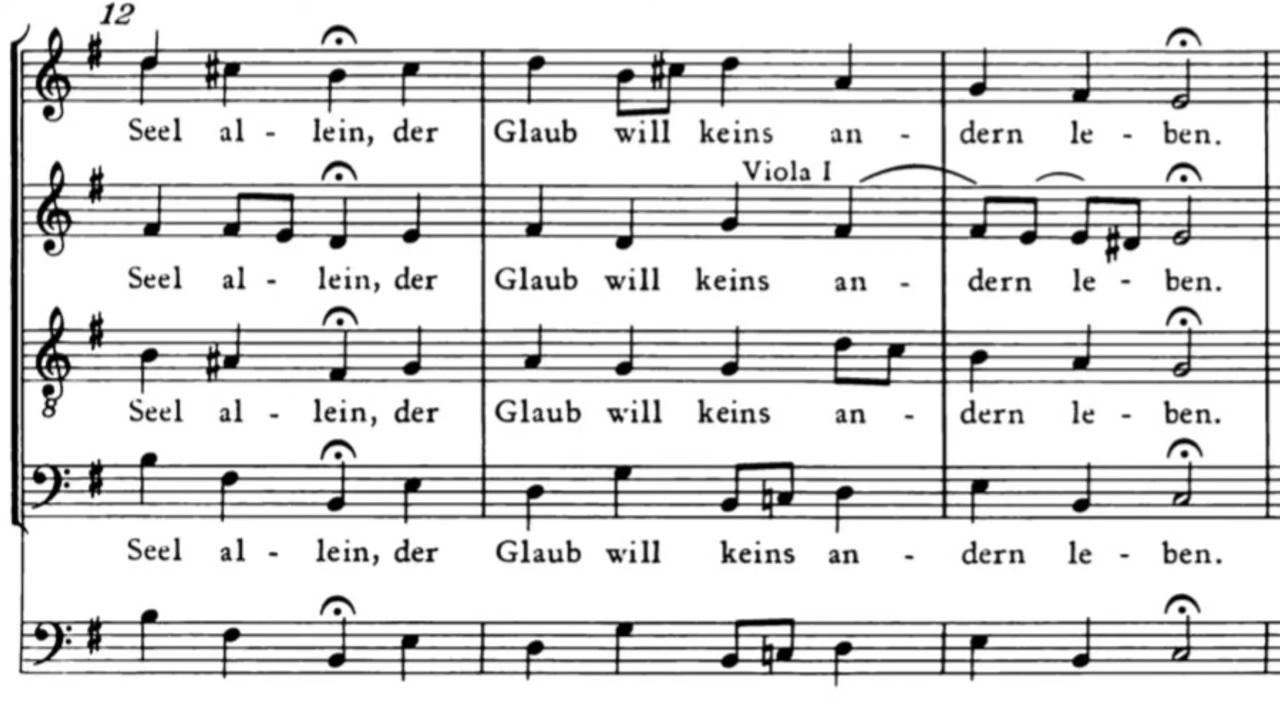 12
Seel al - lein, der Glaub will keins an - dern le - ben.
Viola I
Seel al - lein, der Glaub will keins an - dern le - ben.
8
Seel al - lein, der Glaub will keins an - dern le - ben.
Seel al - lein, der Glaub will keins an - dern le - ben.